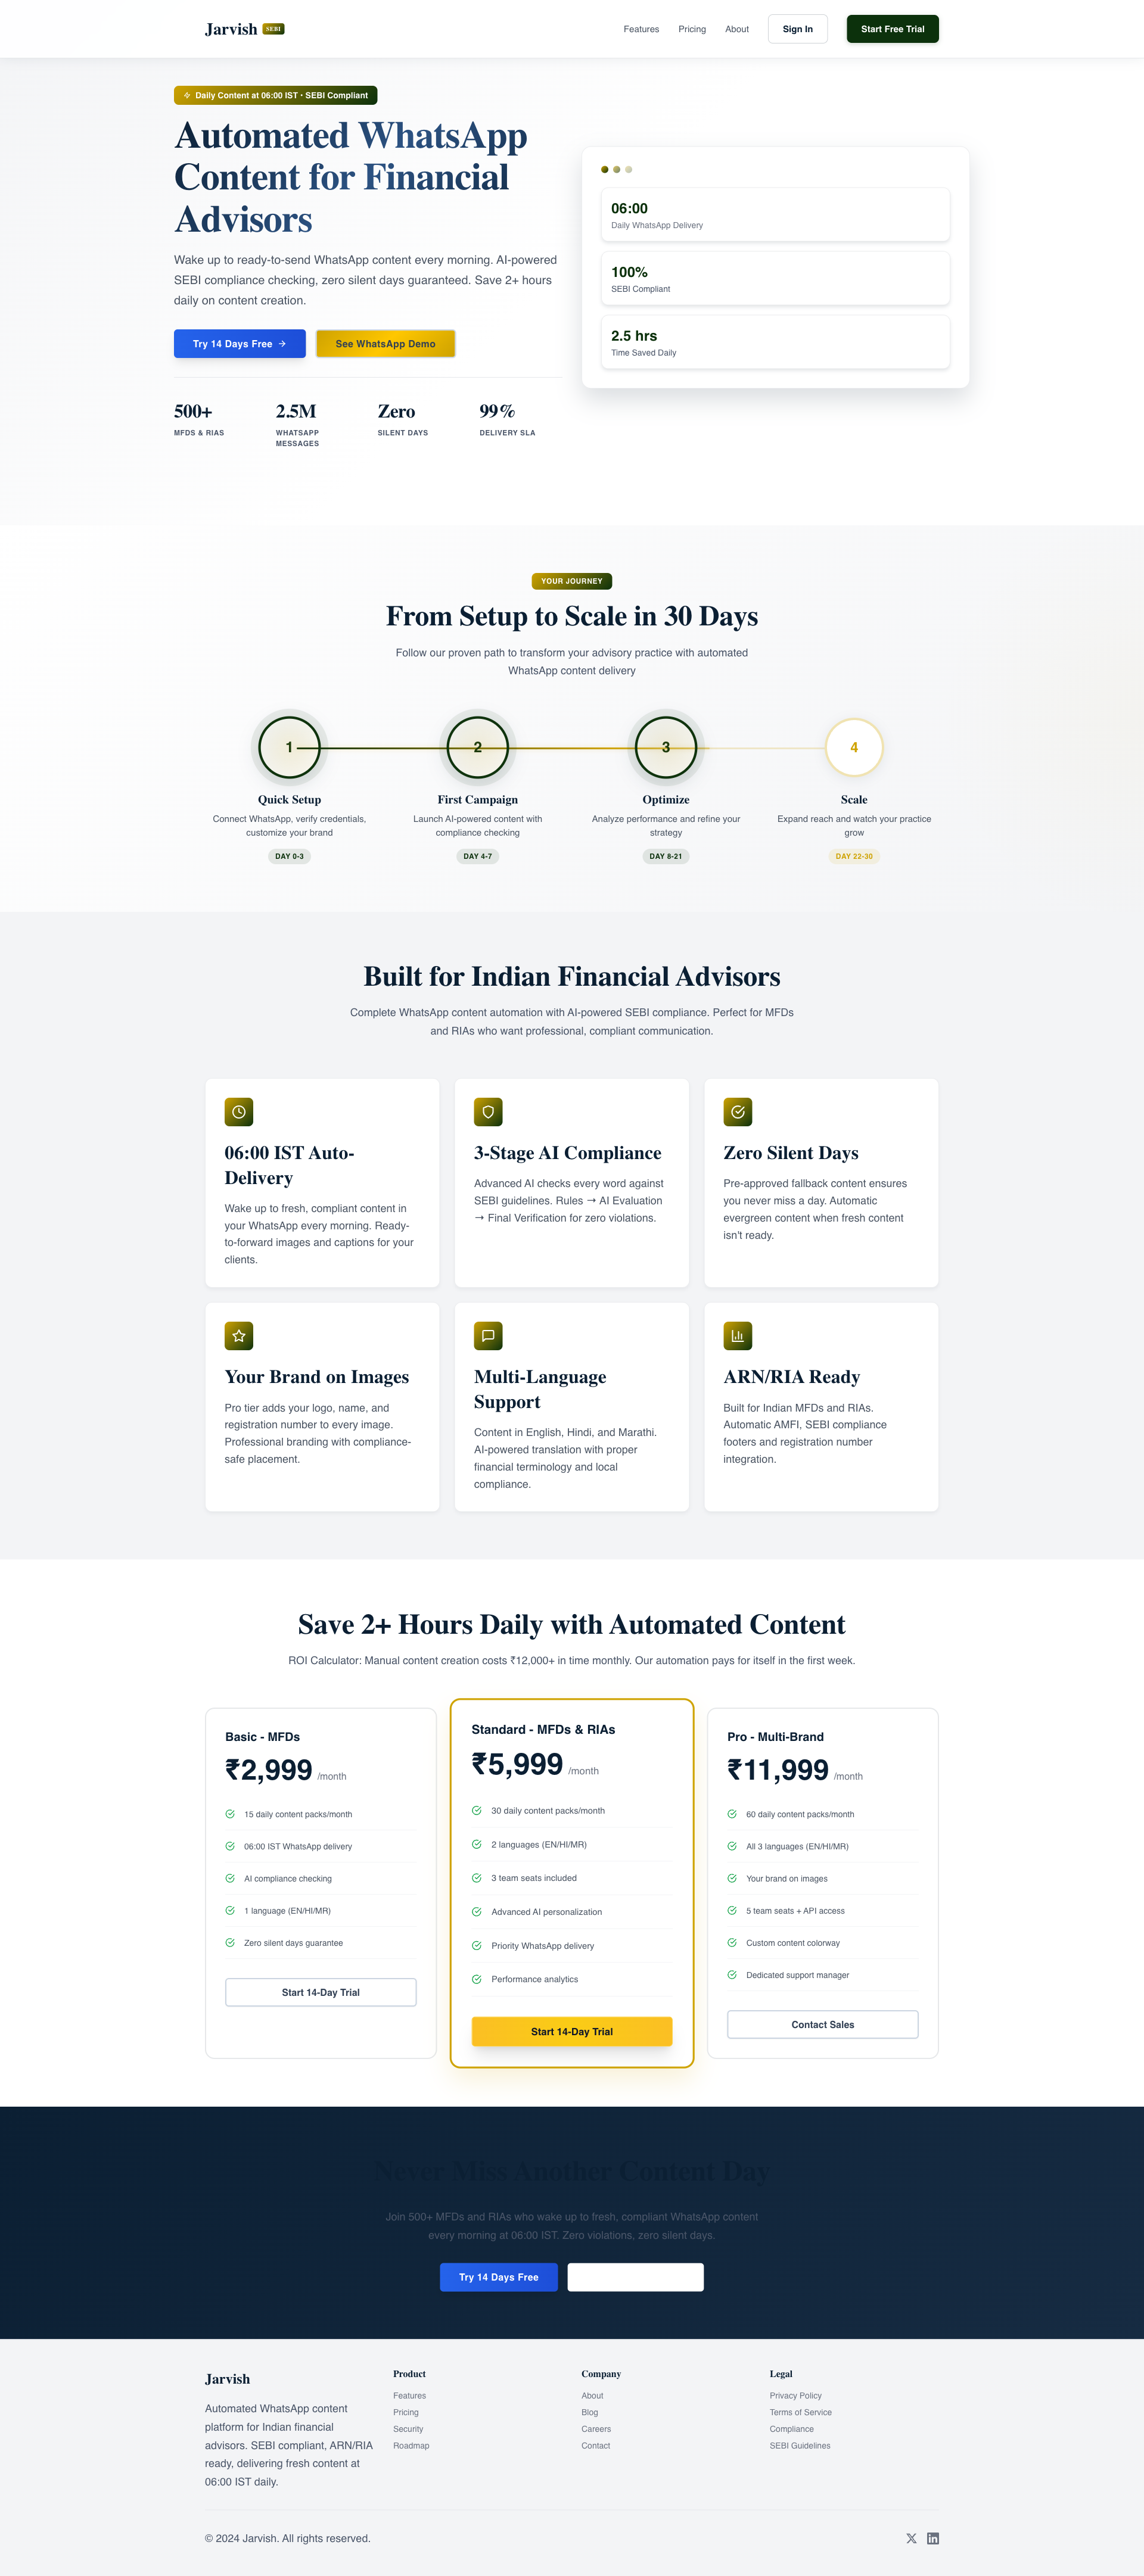 Jarvish SEBI
Features
Pricing
About
Sign In
Start Free Trial
Daily Content at 06:00 IST • SEBI Compliant
Automated WhatsApp
Content for Financial
Advisors
Wake up to ready-to-send WhatsApp content every morning. AI-powered
SEBI compliance checking, zero silent days guaranteed. Save 2+ hours
daily on content creation.
Try 14 Days Free →
See WhatsApp Demo
500+
MFDS & RIAS
2.5M
WHATSAPP
MESSAGES
Zero
SILENT DAYS
99%
DELIVERY SLA
06:00
Daily WhatsApp Delivery
100%
SEBI Compliant
2.5 hrs
Time Saved Daily
YOUR JOURNEY
From Setup to Scale in 30 Days
Follow our proven path to transform your advisory practice with automated
WhatsApp content delivery
1
Quick Setup
Connect WhatsApp, verify credentials,
customize your brand
DAY 0-3
2
First Campaign
Launch AI-powered content with
compliance checking
DAY 4-7
3
Optimize
Analyze performance and refine your
strategy
DAY 8-21
4
Scale
Expand reach and watch your practice
grow
DAY 22-30
Built for Indian Financial Advisors
Complete WhatsApp content automation with AI-powered SEBI compliance. Perfect for MFDs
and RIAs who want professional, compliant communication.
06:00 IST Auto-
Delivery
Wake up to fresh, compliant content in
your WhatsApp every morning. Ready-
to-forward images and captions for your
clients.
3-Stage AI Compliance
Advanced AI checks every word against
SEBI guidelines. Rules → AI Evaluation
→ Final Verification for zero violations.
Zero Silent Days
Pre-approved fallback content ensures
you never miss a day. Automatic
evergreen content when fresh content
isn't ready.
Your Brand on Images
Pro tier adds your logo, name, and
registration number to every image.
Professional branding with compliance-
safe placement.
Multi-Language
Support
Content in English, Hindi, and Marathi.
AI-powered translation with proper
financial terminology and local
compliance.
ARN/RIA Ready
Built for Indian MFDs and RIAs.
Automatic AMFI, SEBI compliance
footers and registration number
integration.
Save 2+ Hours Daily with Automated Content
ROI Calculator: Manual content creation costs ₹12,000+ in time monthly. Our automation pays for itself in the first week.
Basic - MFDs
₹2,999 /month
15 daily content packs/month
06:00 IST WhatsApp delivery
AI compliance checking
1 language (EN/HI/MR)
Zero silent days guarantee
Start 14-Day Trial
Standard - MFDs & RIAs
₹5,999 /month
30 daily content packs/month
2 languages (EN/HI/MR)
3 team seats included
Advanced AI personalization
Priority WhatsApp delivery
Performance analytics
Start 14-Day Trial
Pro - Multi-Brand
₹11,999 /month
60 daily content packs/month
All 3 languages (EN/HI/MR)
Your brand on images
5 team seats + API access
Custom content colorway
Dedicated support manager
Contact Sales
Never Miss Another Content Day
Join 500+ MFDs and RIAs who wake up to fresh, compliant WhatsApp content
every morning at 06:00 IST. Zero violations, zero silent days.
Try 14 Days Free
Jarvish
Automated WhatsApp content
platform for Indian financial
advisors. SEBI compliant, ARN/RIA
ready, delivering fresh content at
06:00 IST daily.
Product
Features
Pricing
Security
Roadmap
Company
About
Blog
Careers
Contact
Legal
Privacy Policy
Terms of Service
Compliance
SEBI Guidelines
© 2024 Jarvish. All rights reserved.